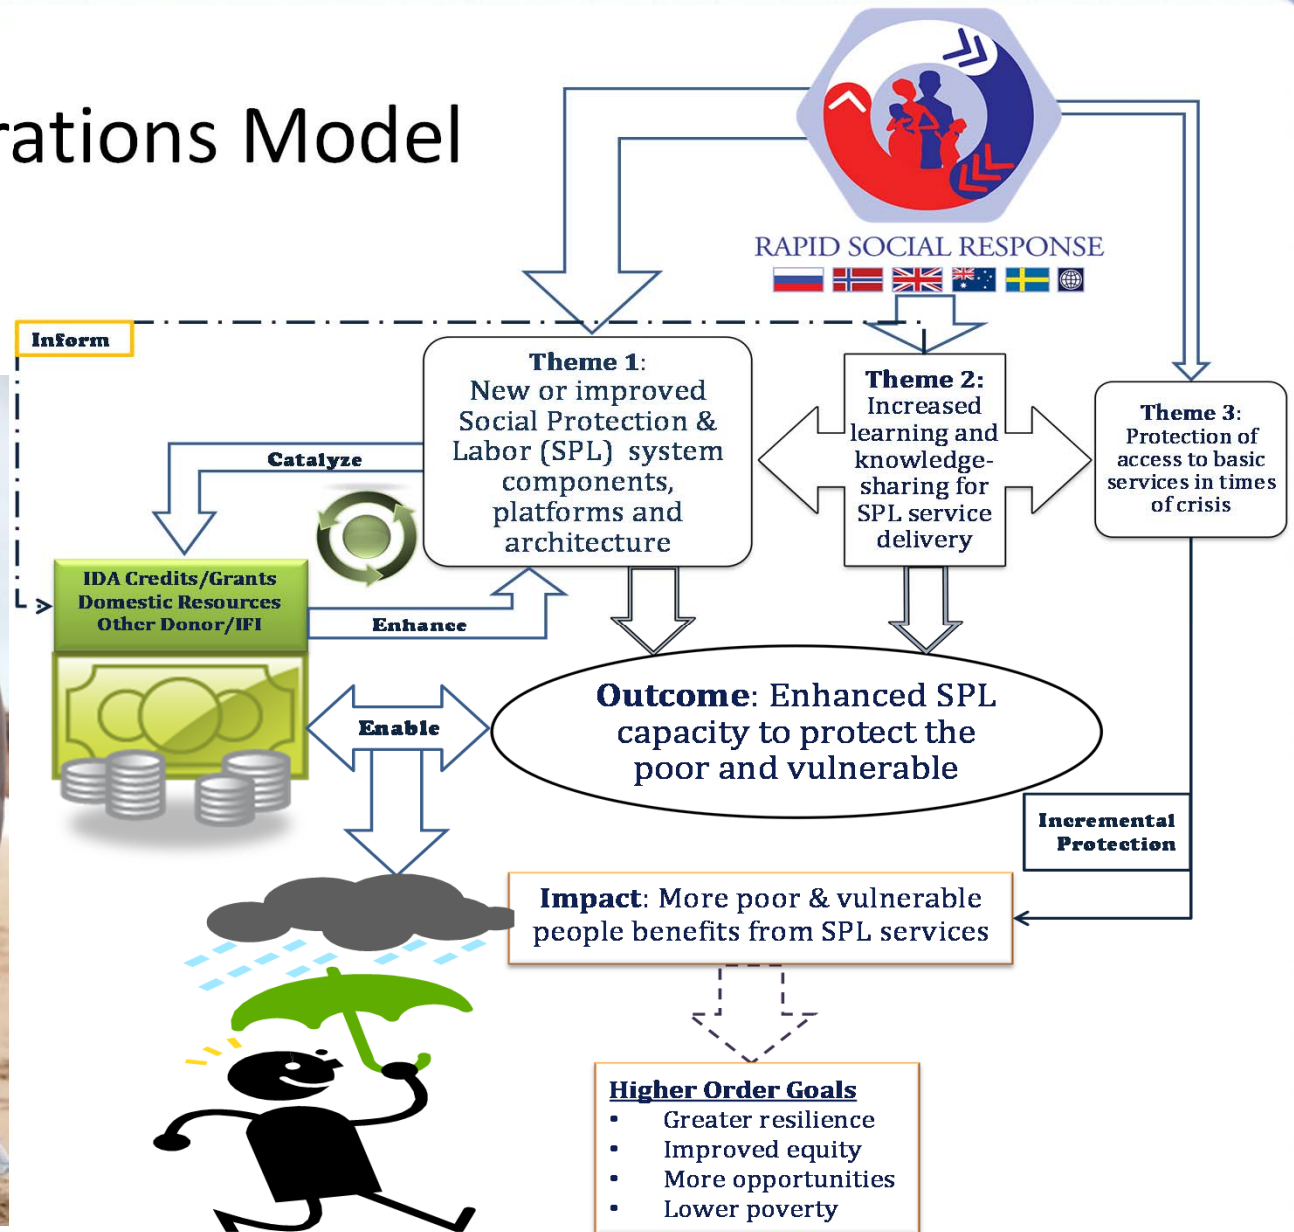 rations Model
RAPID SOCIAL RESPONSE
Inform
Theme 1:
New or improved
Social Protection &
Labor (SPL) system
components,
platforms and
architecture
Theme 2:
Increased
learning and
knowledge-
sharing for
SPL service
delivery
Theme 3:
Protection of
access to basic
services in times
of crisis
Catalyze
IDA Credits/Grants
Domestic Resources
Other Donor/IFI
Enhance
Enable
Outcome: Enhanced SPL
capacity to protect the
poor and vulnerable
Incremental
Protection
Impact: More poor & vulnerable
people benefits from SPL services
Higher Order Goals
• Greater resilience
• Improved equity
• More opportunities
• Lower poverty